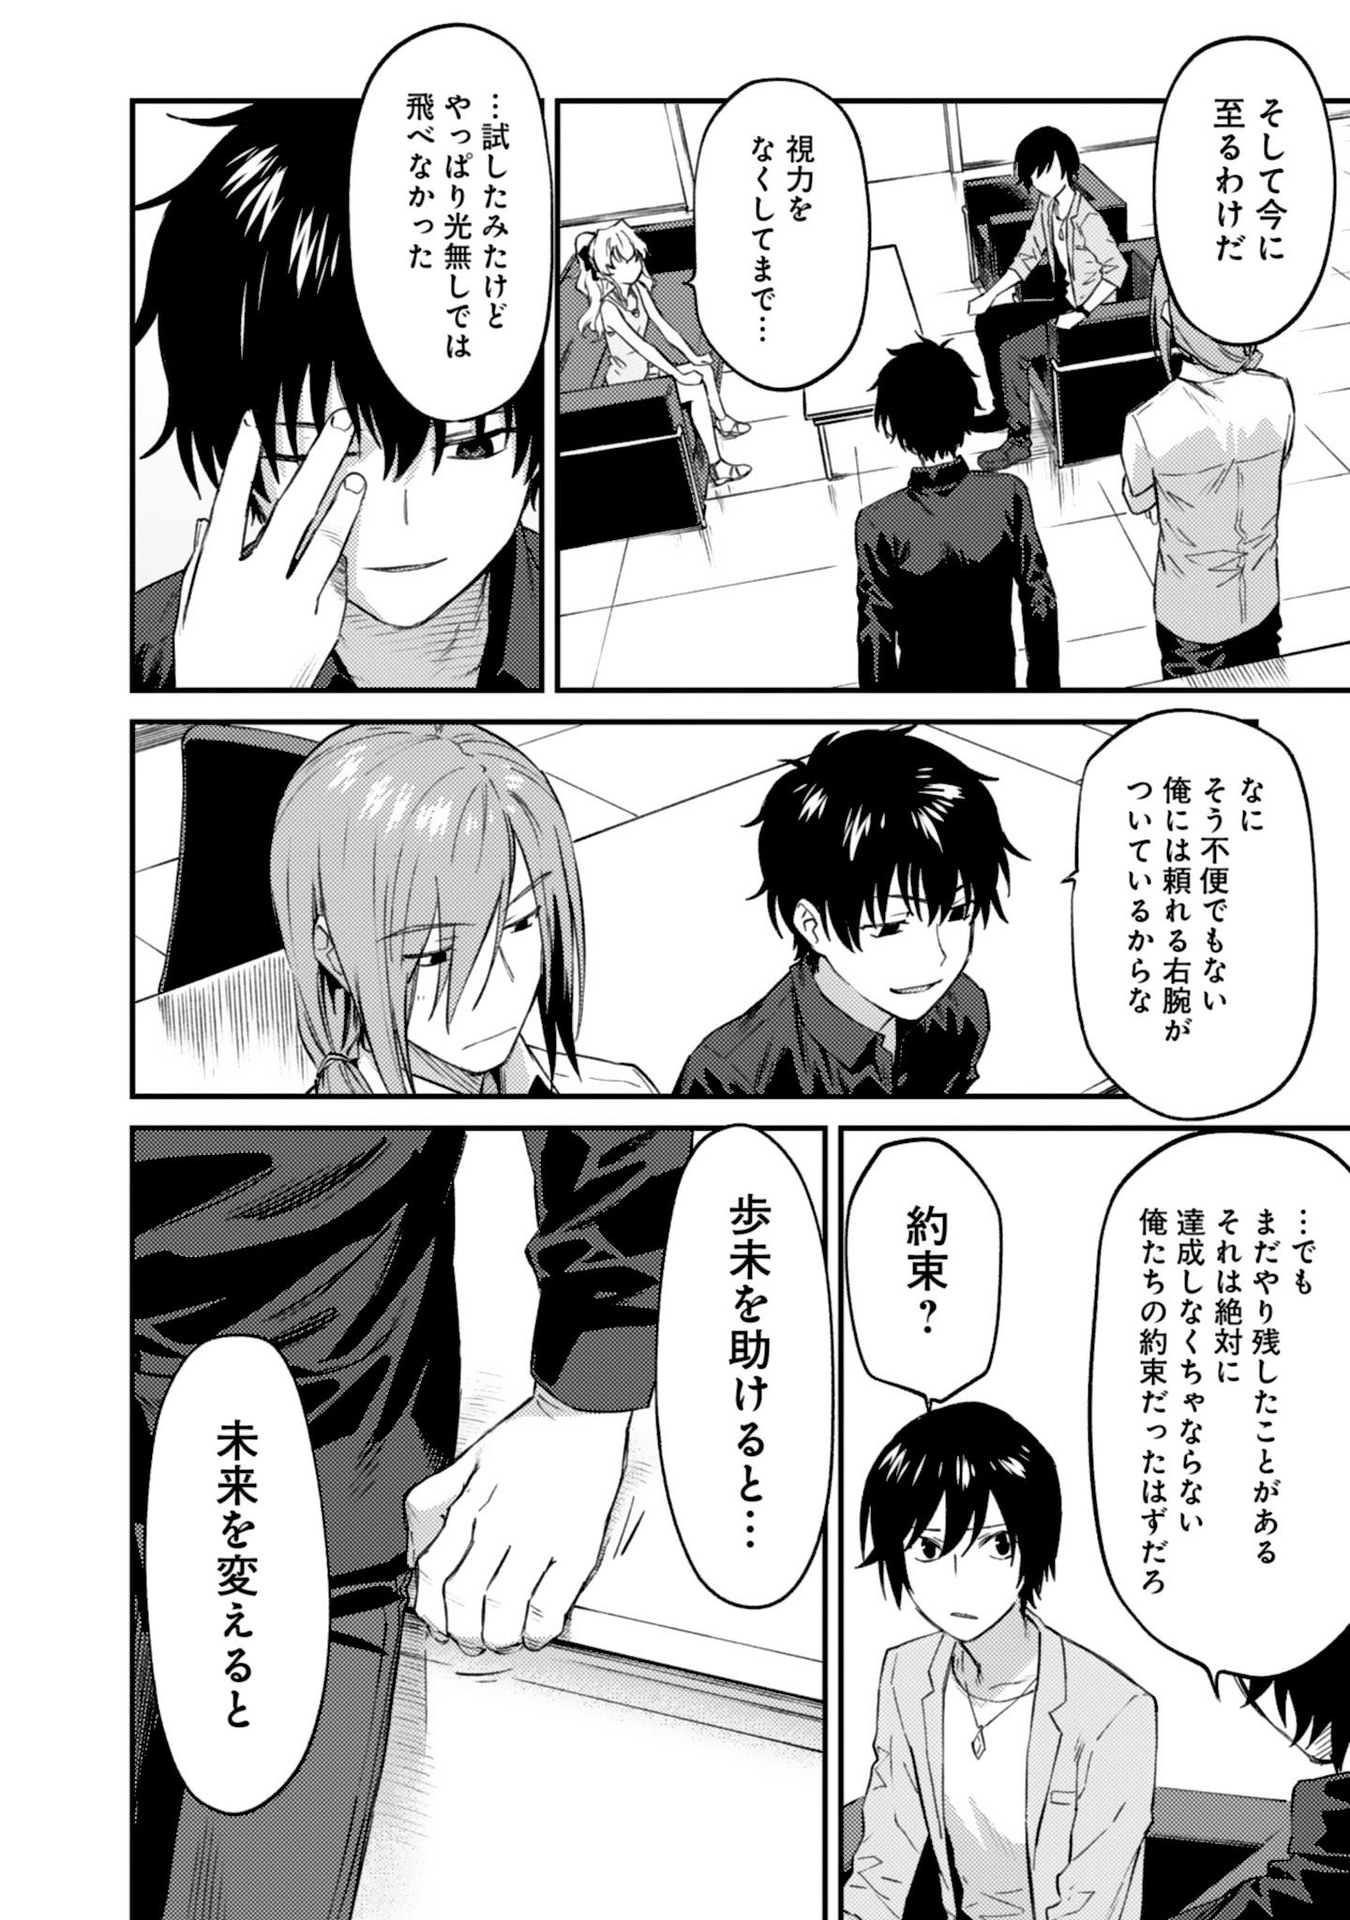 そして今に
至るわけだ
視力を
なくしてまで…
…試したみたけど
やっぱり光無しでは
飛べなかった
なに
そう不便でもない
俺には頼れる右腕が
ついているからな
…でも
まだやり残したことがある
それは絶対に
達成しなくちゃならない
俺たちの約束だったはずだろ
約束?
歩未を助けると…
未来を変えると